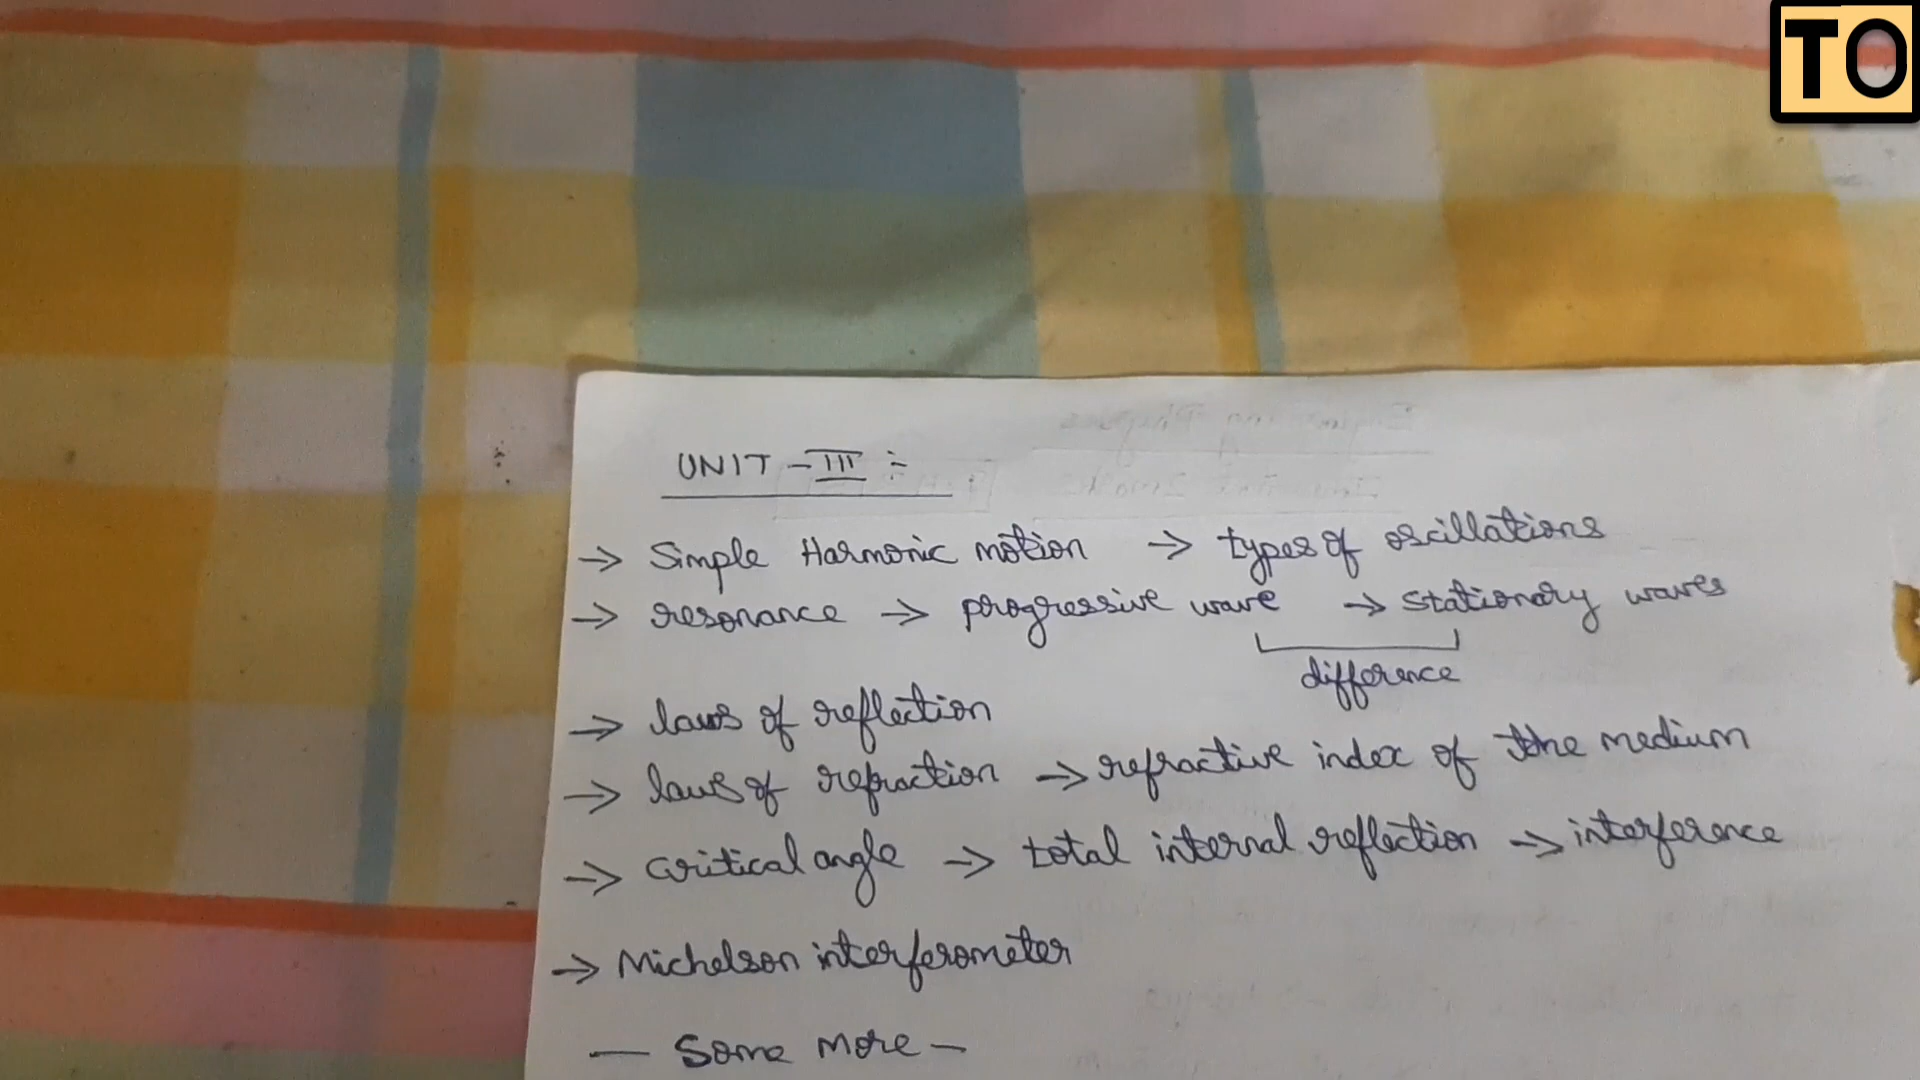 TO
UNIT - III :-
→ Simple Harmonic motion → types of oscillations
→ resonance → progressive wave → stationary waves
difference
→ laws of reflection
→ laws of refraction → refractive index of the medium
→ critical angle → total internal reflection → interference
→ Michelson interferometer
— Some more —